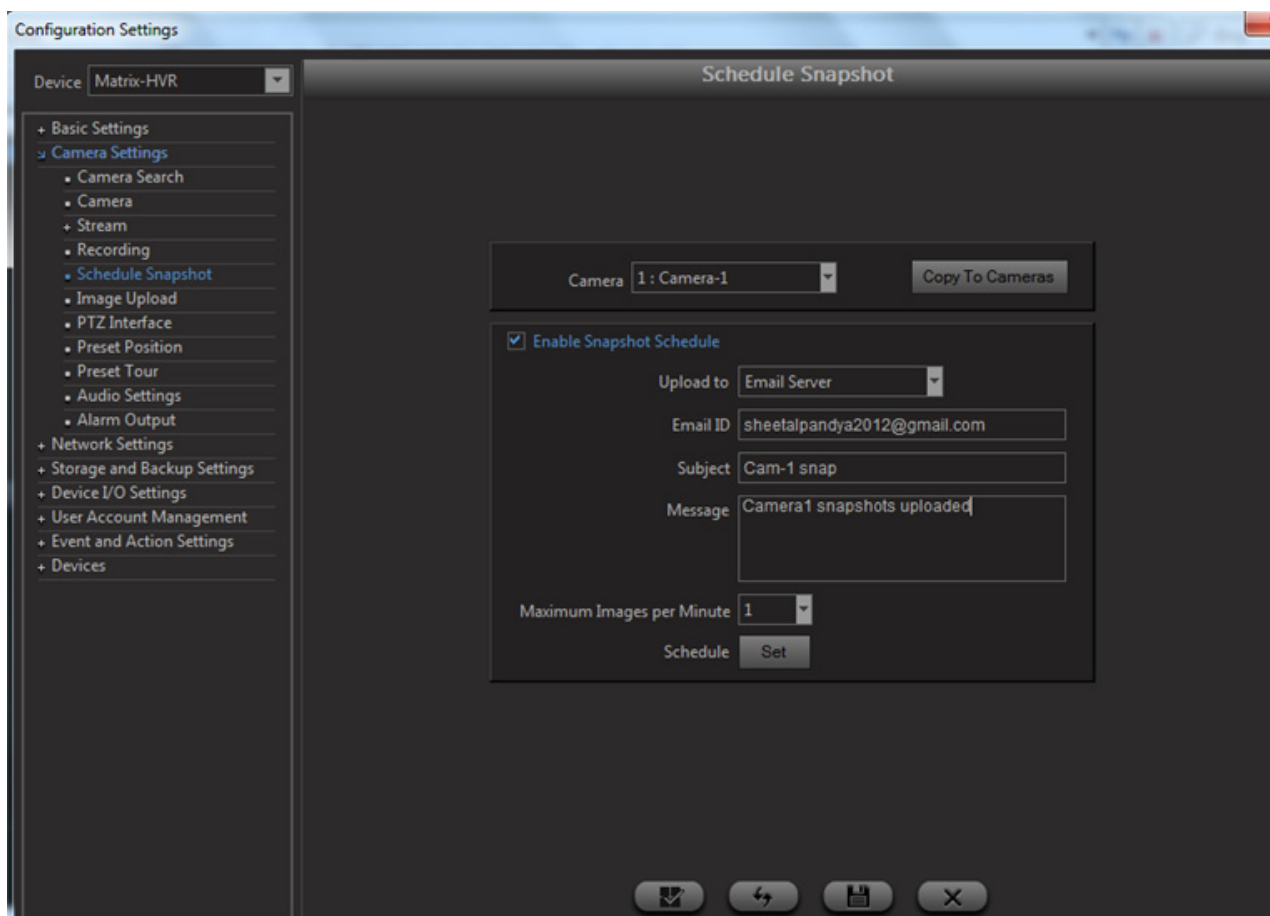 Configuration Settings
Device Matrix-HVR
+ Basic Settings
Camera Settings
Camera Search
Camera
+ Stream
Recording
Schedule Snapshot
Image Upload
PTZ Interface
Preset Position
Preset Tour
Audio Settings
Alarm Output
+ Network Settings
+ Storage and Backup Settings
+ Device I/O Settings
+ User Account Management
+ Event and Action Settings
+ Devices
Schedule Snapshot
Camera 1 : Camera-1 Copy To Cameras
Enable Snapshot Schedule
Upload to Email Server
Email ID sheetalpandya2012@gmail.com
Subject Cam-1 snap
Message Camera1 snapshots uploaded
Maximum Images per Minute 1
Schedule Set